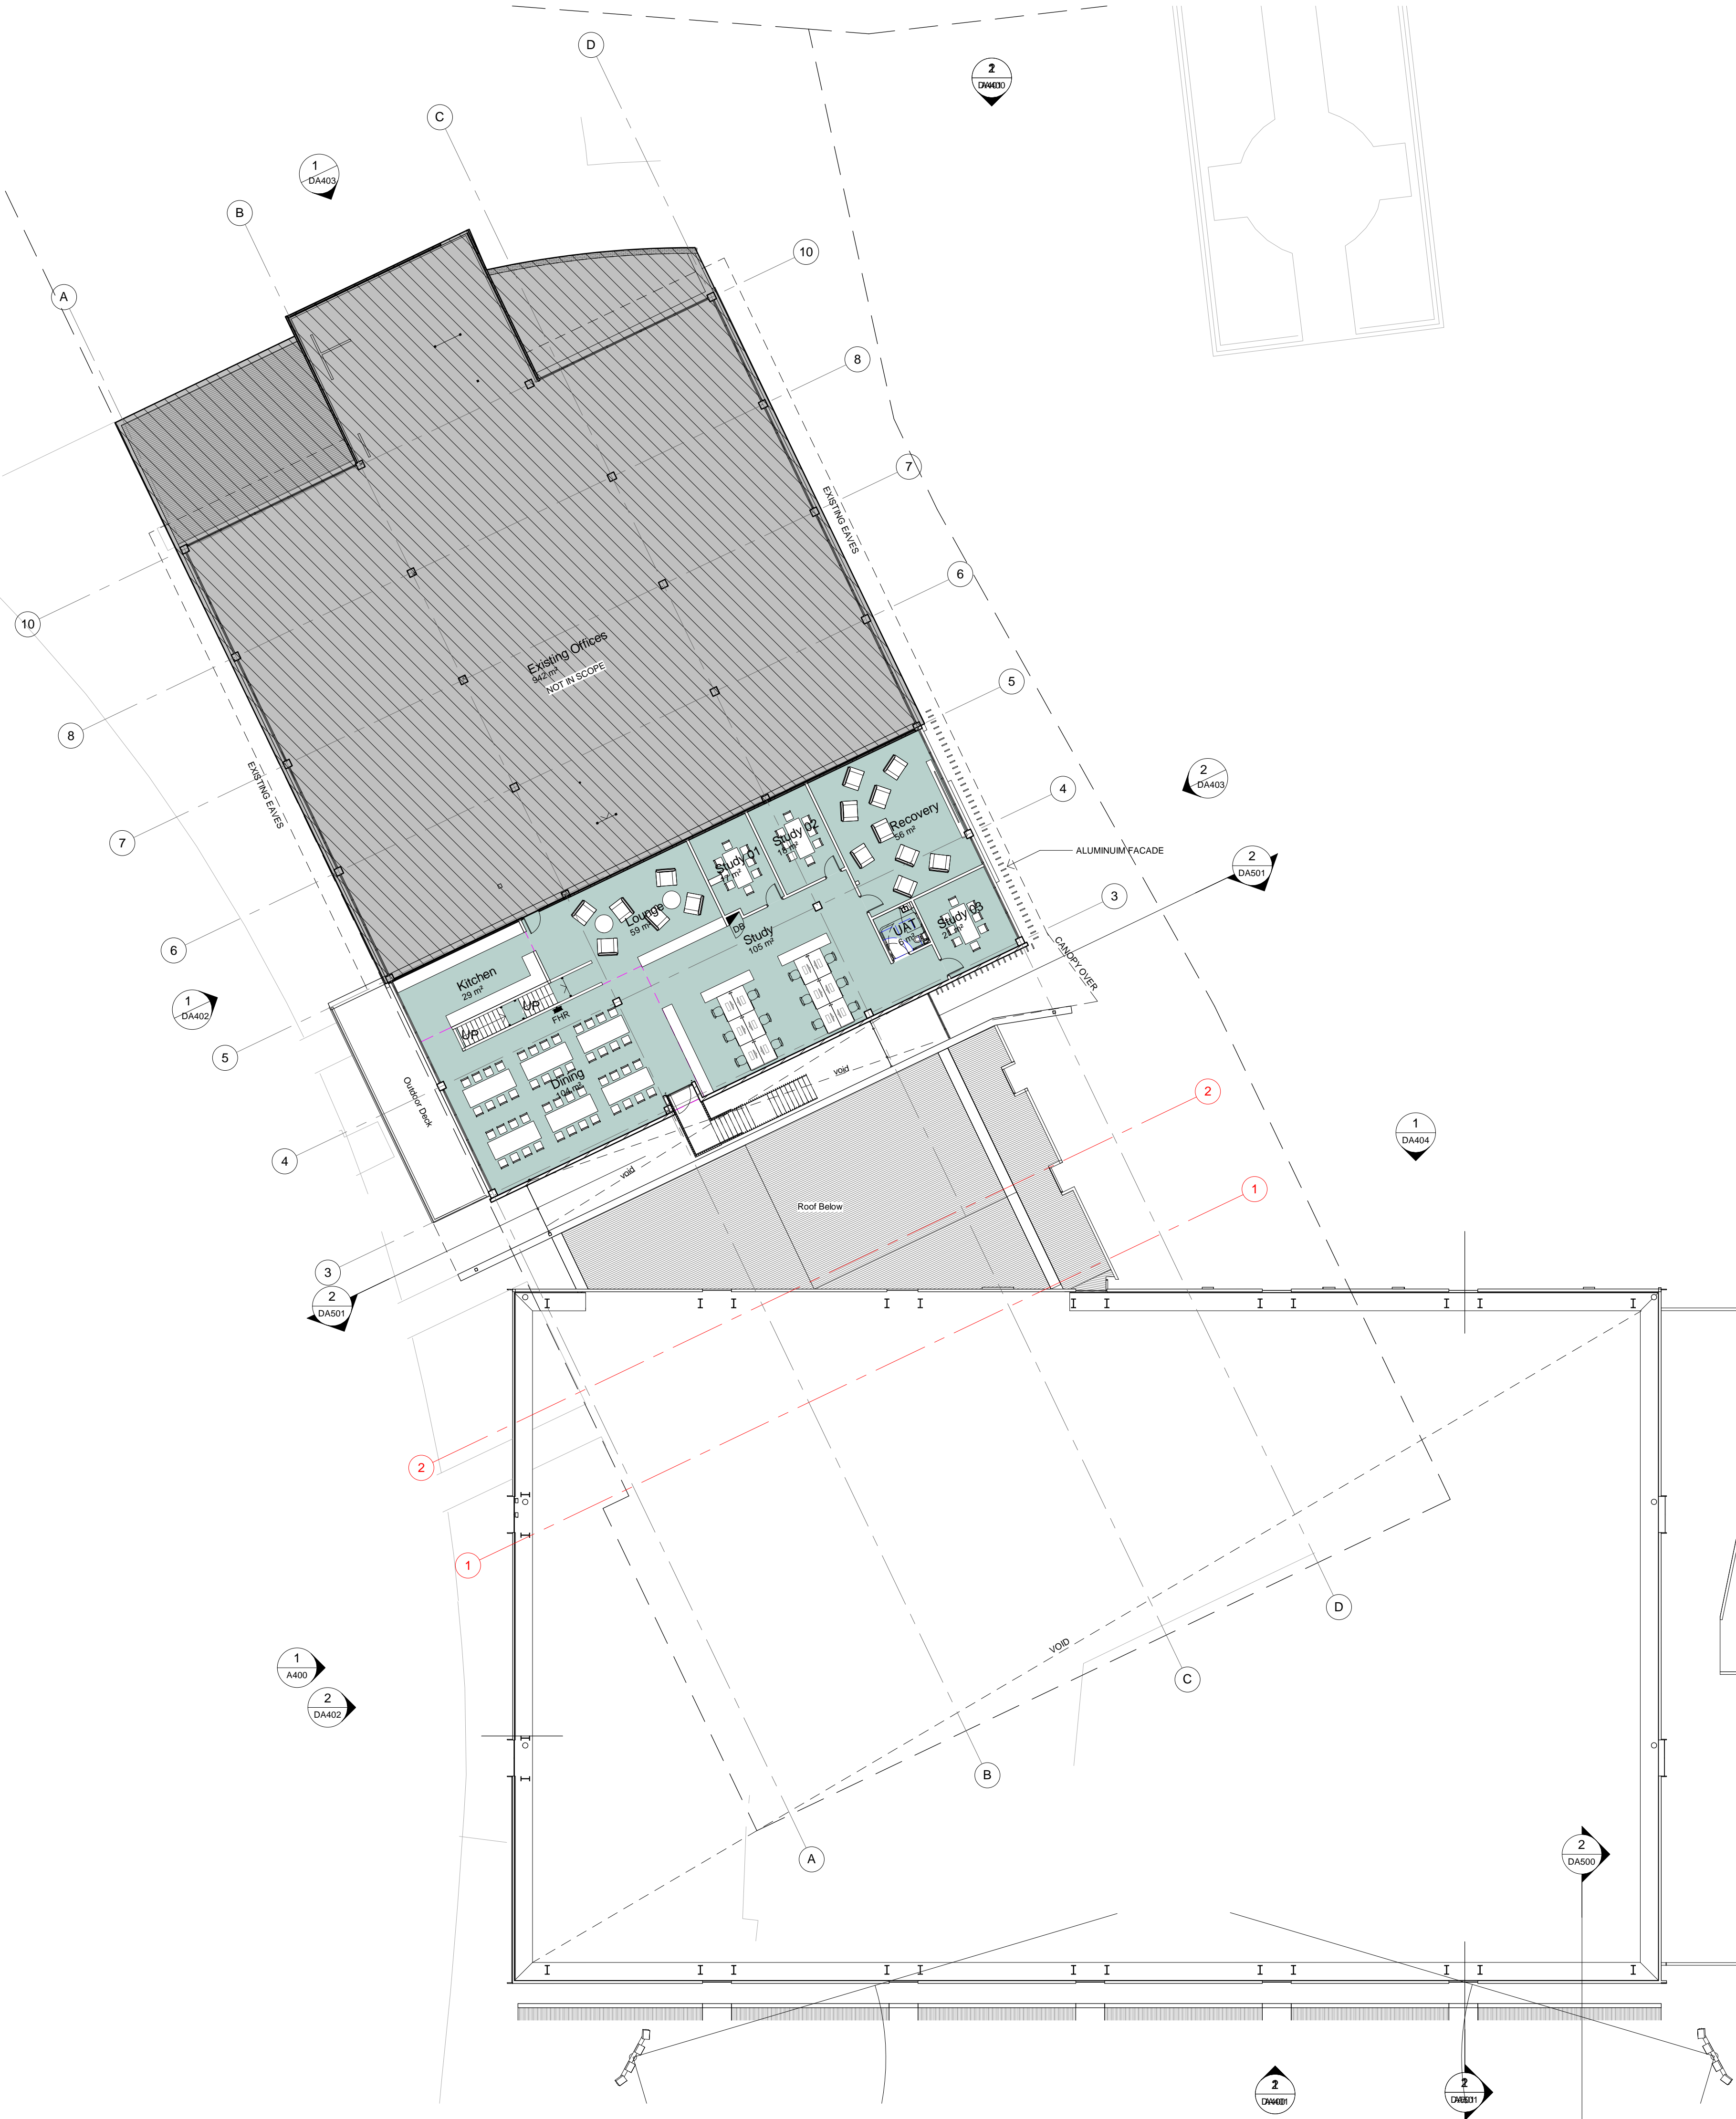 D
2
C
1
DA403
B
10
A
8
7
EXISTING EAVES
6
10
Existing Offices
942 m²
NOT IN SCOPE
5
8
2
DA403
EXISTING EAVES
4
Recovery
56 m²
Study 02
Study 01
7
ALUMINUIM FACADE
2
DA501
3
Lounge
59 m²
Study 03
UAT
6 m²
DB
Study
105 m²
6
CANOPY OVER
Kitchen
29 m²
UP
UP
FHR
1
DA402
5
void
Dining
104 m²
Outdoor Deck
2
1
DA404
4
void
1
Roof Below
3
2
DA501
2
1
D
VOID
1
A400
C
2
DA402
B
A
2
DA500